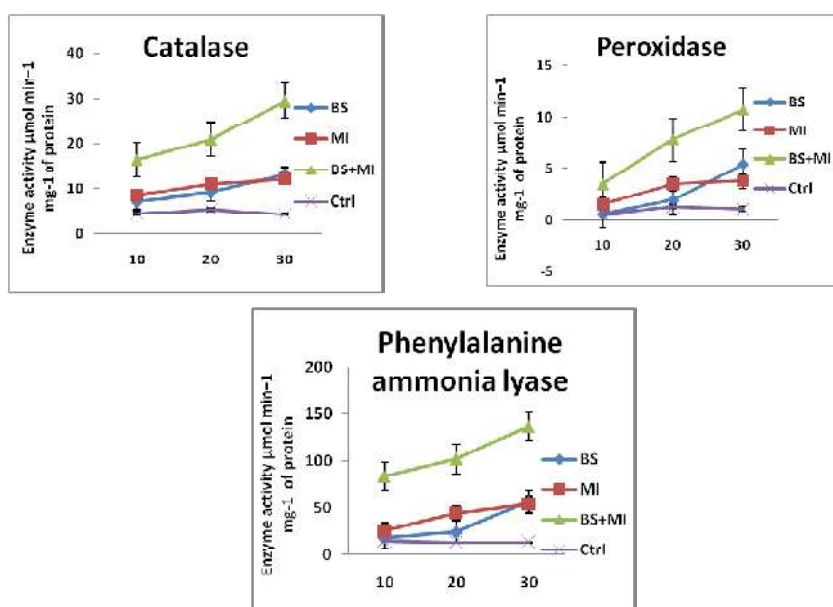 Catalase
Enzyme activity µmol min−1
mg-1 of protein
40
30
20
10
0
10 20 30
BS
MI
BS+MI
Ctrl
Peroxidase
Enzyme activity µmol min−1
mg-1 of protein
15
10
5
0
-5
10 20 30
BS
MI
BS+MI
Ctrl
Phenylalanine
ammonia lyase
Enzyme activity µmol min−1
mg-1 of protein
200
150
100
50
0
10 20 30
BS
MI
BS+MI
Ctrl